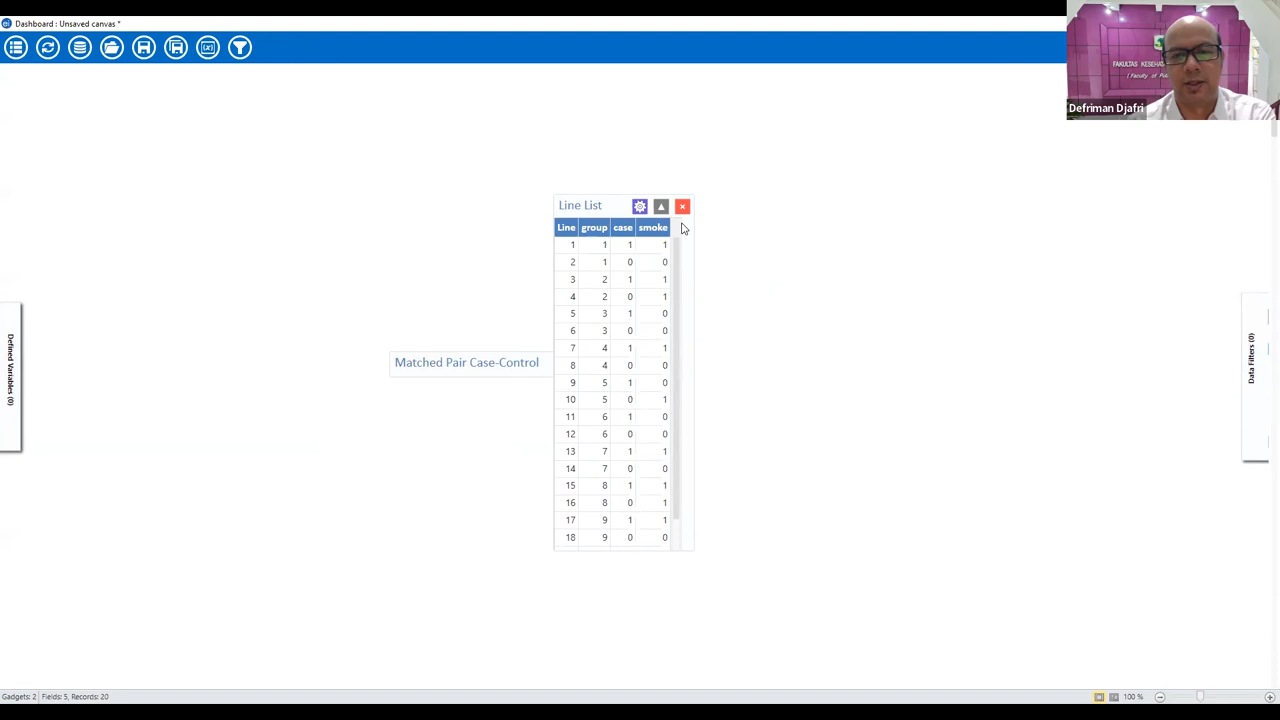 Dashboard : Unsaved canvas *
FAKULTAS KESEHA
(Faculty of Pu
Defriman Djafri
Line List
Line group case smoke
1 1 1 1
2 1 0 0
3 2 1 1
4 2 0 1
5 3 1 0
6 3 0 0
7 4 1 1
8 4 0 0
9 5 1 0
10 5 0 1
11 6 1 0
12 6 0 0
13 7 1 1
14 7 0 0
15 8 1 1
16 8 0 1
17 9 1 1
18 9 0 0
Matched Pair Case-Control
Defined Variables (0)
Data Filters (0)
Gadgets: 2 Fields: 5, Records: 20
100 %